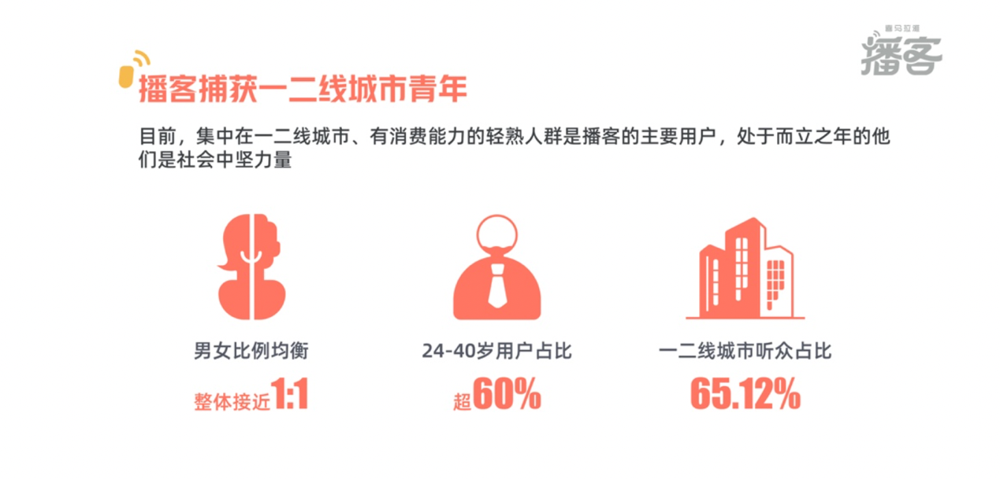 喜马拉雅
播客
播客捕获一二线城市青年
目前，集中在一二线城市、有消费能力的轻熟人群是播客的主要用户，处于而立之年的他
们是社会中坚力量
男女比例均衡
整体接近1:1
24-40岁用户占比
超60%
一二线城市听众占比
65.12%